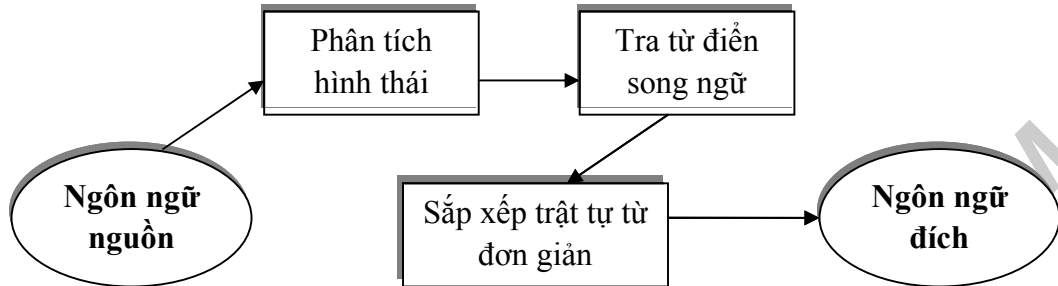 Phân tích
hình thái
Tra từ điển
song ngữ
Ngôn ngữ
nguồn
Sắp xếp trật tự từ
đơn giản
Ngôn ngữ
đích